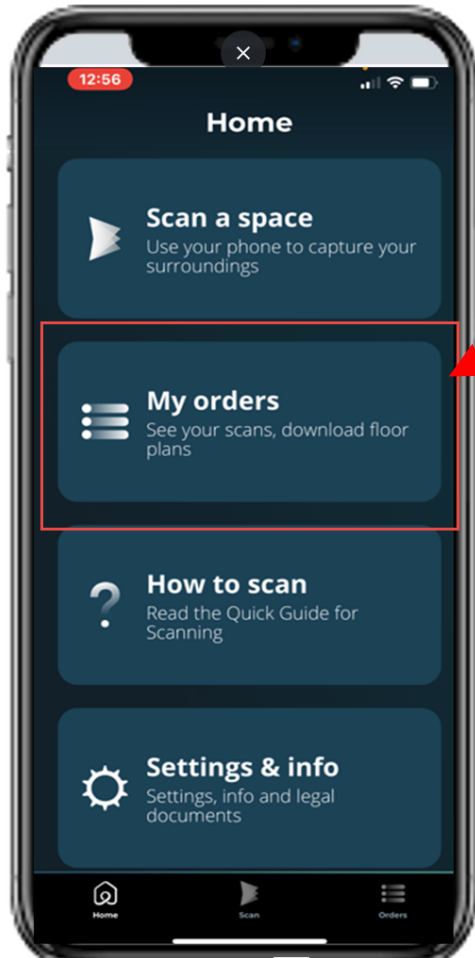 12:56
Home
Scan a space
Use your phone to capture your
surroundings
My orders
See your scans, download floor
plans
?
How to scan
Read the Quick Guide for
Scanning
Settings & info
Settings, info and legal
documents
Home Scan Orders